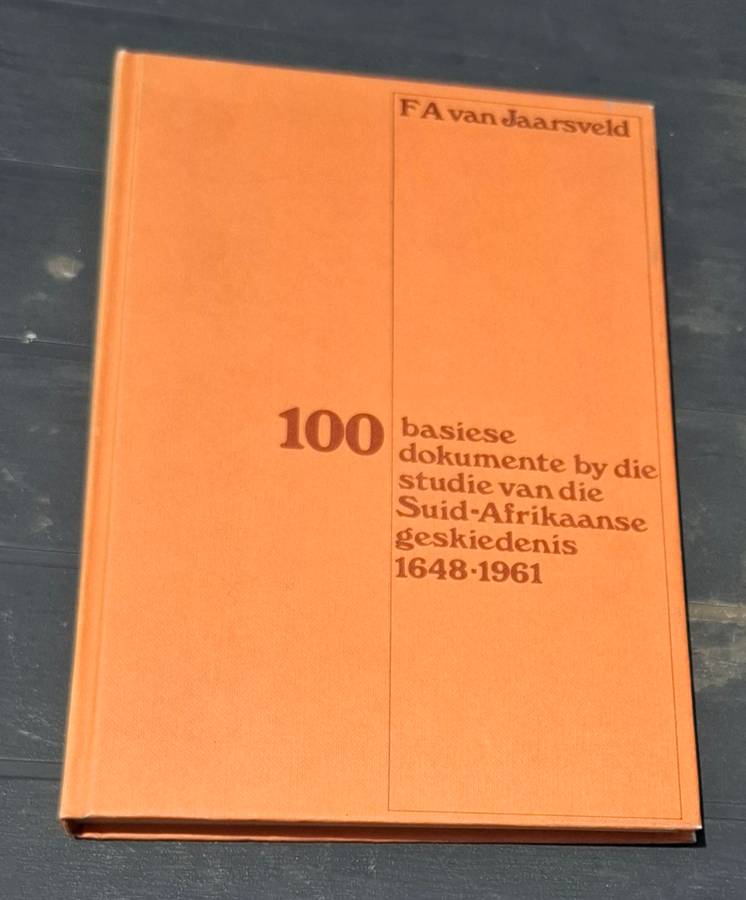 F A van Jaarsveld
100 basiese
dokumente by die
studie van die
Suid-Afrikaanse
geskiedenis
1648·1961